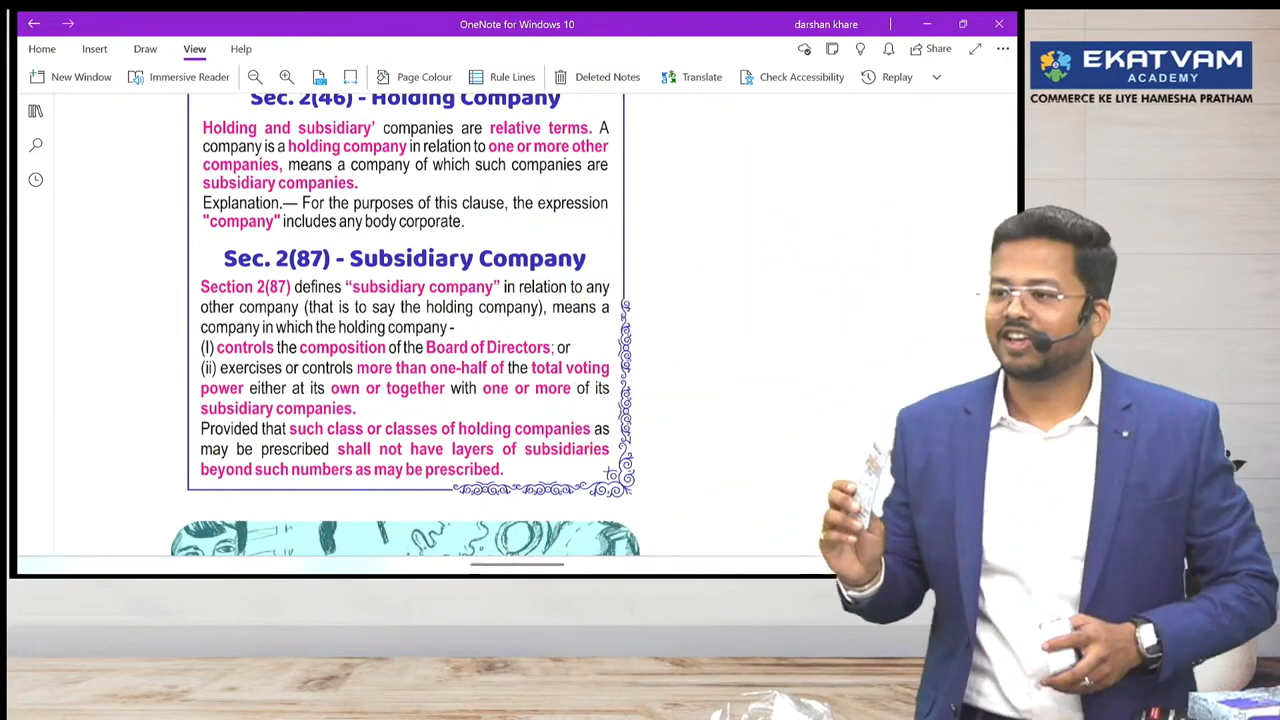 OneNote for Windows 10
darshan khare
Home Insert Draw View Help
Share
New Window Immersive Reader Page Colour Rule Lines Deleted Notes Translate Check Accessibility Replay
Sec. 2(46) - Holding Company
Holding and subsidiary’ companies are relative terms. A
company is a holding company in relation to one or more other
companies, means a company of which such companies are
subsidiary companies.
Explanation.— For the purposes of this clause, the expression
"company" includes any body corporate.
Sec. 2(87) - Subsidiary Company
Section 2(87) defines “subsidiary company” in relation to any
other company (that is to say the holding company), means a
company in which the holding company -
(I) controls the composition of the Board of Directors; or
(ii) exercises or controls more than one-half of the total voting
power either at its own or together with one or more of its
subsidiary companies.
Provided that such class or classes of holding companies as
may be prescribed shall not have layers of subsidiaries
beyond such numbers as may be prescribed.
EKATVAM
ACADEMY
COMMERCE KE LIYE HAMESHA PRATHAM